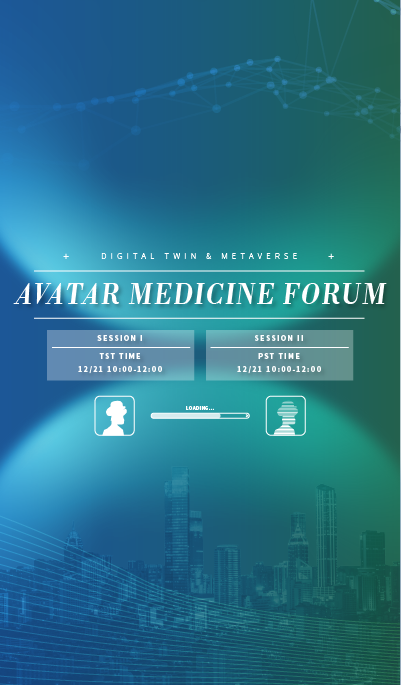 + DIGITAL TWIN & METAVERSE +
AVATAR MEDICINE FORUM
SESSION I
TST TIME
12/21 10:00-12:00
SESSION II
PST TIME
12/21 10:00-12:00
LOADING...